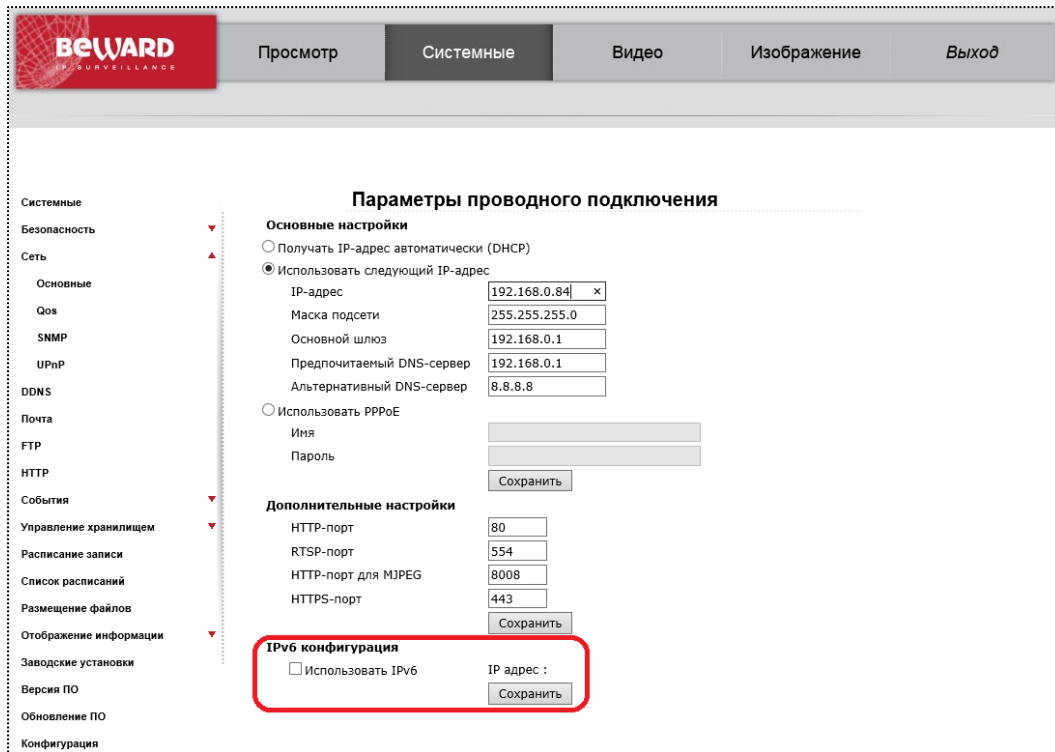 BEWARD
IP SURVEILLANCE
Просмотр
Системные
Видео
Изображение
Выход
Системные
Безопасность
Сеть
Основные
Qos
SNMP
UPnP
DDNS
Почта
FTP
HTTP
События
Управление хранилищем
Расписание записи
Список расписаний
Размещение файлов
Отображение информации
Заводские установки
Версия ПО
Обновление ПО
Конфигурация
Параметры проводного подключения
Основные настройки
Получать IP-адрес автоматически (DHCP)
Использовать следующий IP-адрес
IP-адрес 192.168.0.84 ×
Маска подсети 255.255.255.0
Основной шлюз 192.168.0.1
Предпочитаемый DNS-сервер 192.168.0.1
Альтернативный DNS-сервер 8.8.8.8
Использовать PPPoE
Имя
Пароль
Сохранить
Дополнительные настройки
HTTP-порт 80
RTSP-порт 554
HTTP-порт для MJPEG 8008
HTTPS-порт 443
Сохранить
IPv6 конфигурация
Использовать IPv6 IP адрес :
Сохранить